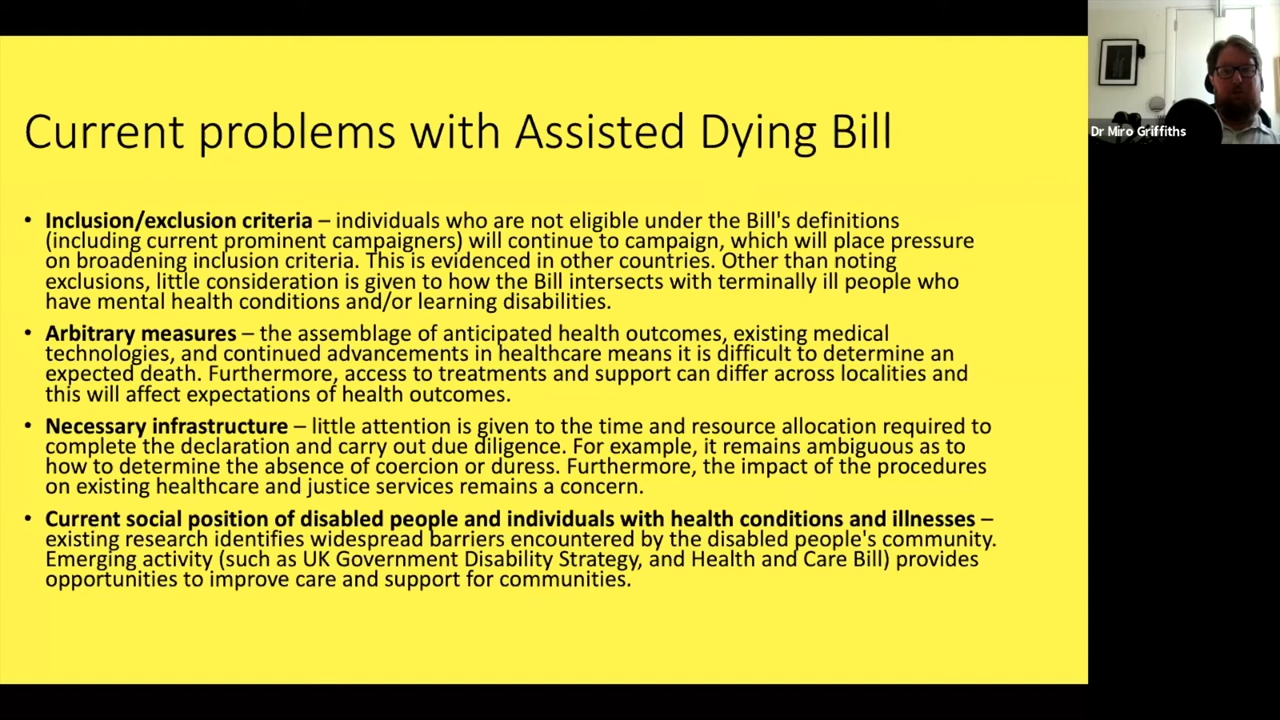 Current problems with Assisted Dying Bill
• Inclusion/exclusion criteria – individuals who are not eligible under the Bill's definitions
(including current prominent campaigners) will continue to campaign, which will place pressure
on broadening inclusion criteria. This is evidenced in other countries. Other than noting
exclusions, little consideration is given to how the Bill intersects with terminally ill people who
have mental health conditions and/or learning disabilities.
• Arbitrary measures – the assemblage of anticipated health outcomes, existing medical
technologies, and continued advancements in healthcare means it is difficult to determine an
expected death. Furthermore, access to treatments and support can differ across localities and
this will affect expectations of health outcomes.
• Necessary infrastructure – little attention is given to the time and resource allocation required to
complete the declaration and carry out due diligence. For example, it remains ambiguous as to
how to determine the absence of coercion or duress. Furthermore, the impact of the procedures
on existing healthcare and justice services remains a concern.
• Current social position of disabled people and individuals with health conditions and illnesses –
existing research identifies widespread barriers encountered by the disabled people's community.
Emerging activity (such as UK Government Disability Strategy, and Health and Care Bill) provides
opportunities to improve care and support for communities.
Dr Miro Griffiths